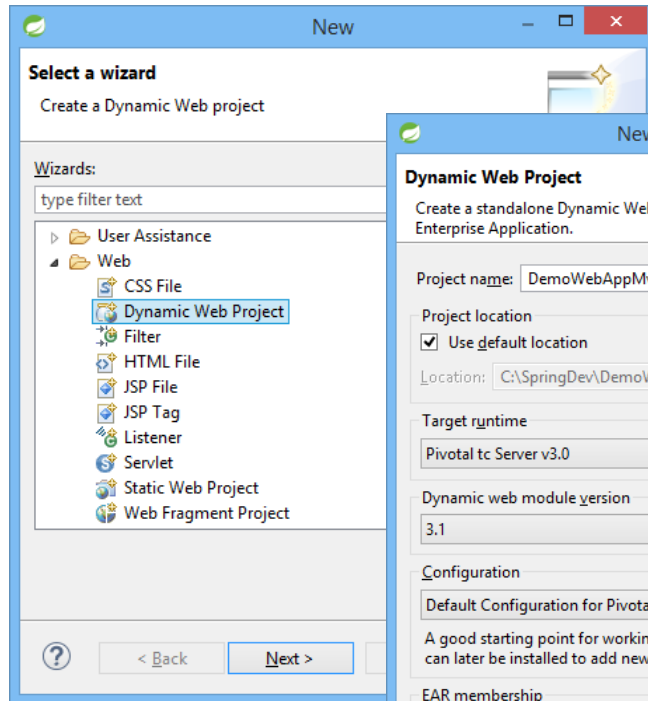 New
Select a wizard
Create a Dynamic Web project
Wizards:
type filter text
User Assistance
Web
CSS File
Dynamic Web Project
Filter
HTML File
JSP File
JSP Tag
Listener
Servlet
Static Web Project
Web Fragment Project
< Back
Next >
Dynamic Web Project
Create a standalone Dynamic
Enterprise Application.
Project name:
Project location
Use default location
Location:
Target runtime
Pivotal tc Server v3.0
Dynamic web module version
3.1
Configuration
Default Configuration for
A good starting point for
can later be installed to add new
EAR membership